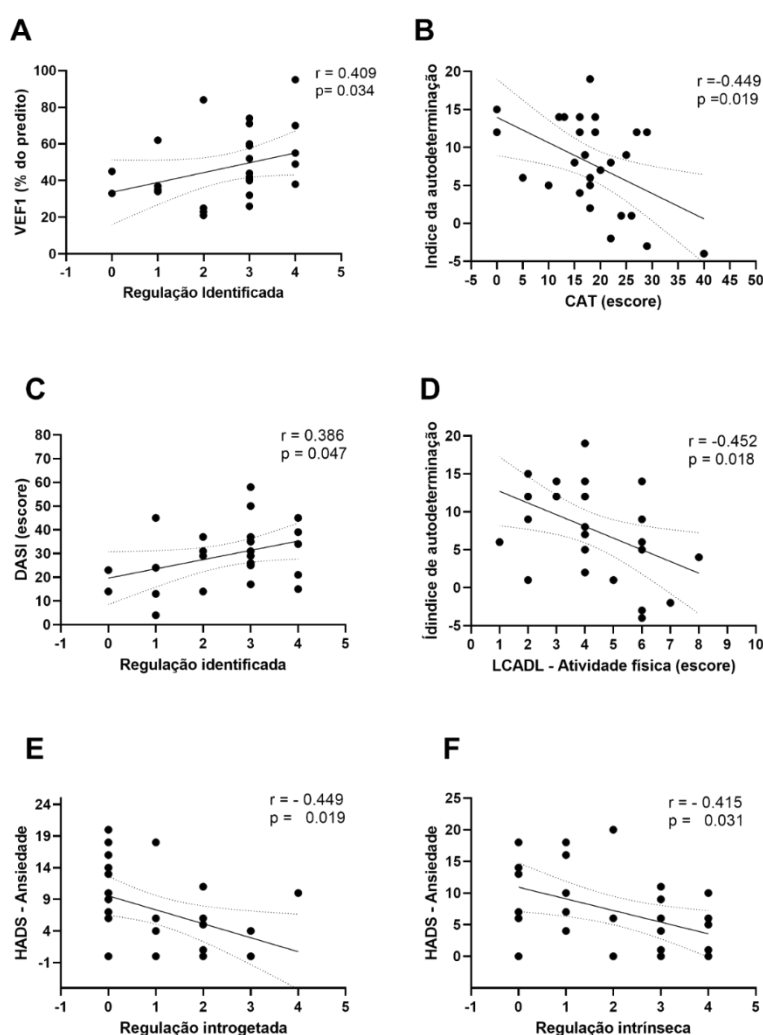 A
r = 0.409
p= 0.034
VEF1 (% do predito)
100
80
60
40
20
0
-1 0 1 2 3 4 5
Regulação Identificada
B
r =-0.449
p =0.019
Indice da autodeterminação
20
15
10
5
0
-5
0 5 10 15 20 25 30 35 40 45 50
CAT (escore)
C
r = 0.386
p = 0.047
DASI (escore)
80
70
60
50
40
30
20
10
0
-1 0 1 2 3 4 5
Regulação identificada
D
r = -0.452
p = 0.018
Ídindice de autodeterminação
20
15
10
5
0
-5
0 1 2 3 4 5 6 7 8 9 10
LCADL - Atividade física (escore)
E
r = - 0.449
p = 0.019
HADS - Ansiedade
24
19
14
9
4
-1
-1 0 1 2 3 4 5
Regulação introgetada
F
r = - 0.415
p = 0.031
HADS - Ansiedade
25
20
15
10
5
0
-1 0 1 2 3 4 5
Regulação intrínseca